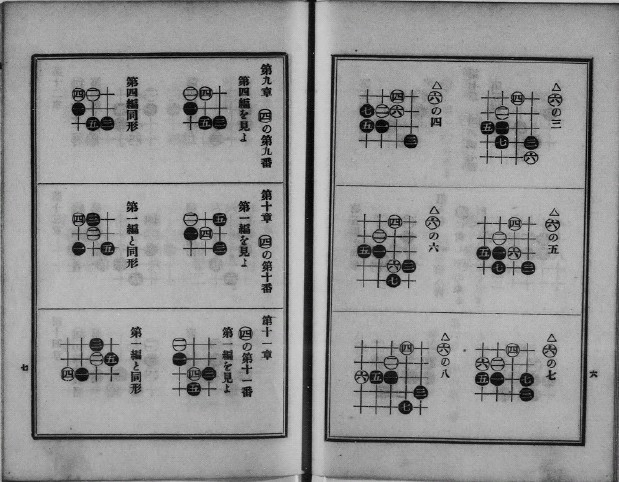 △㊅の三
△㊅の四
△㊅の五
△㊅の六
△㊅の七
△㊅の八
六
第九章 ㊃の第九番
第四編を見よ
第四編同形
第十章 ㊃の第十番
第一編を見よ
第一編と同形
第十一章
㊃の第十一番
第一編を見よ
第一編と同形
七